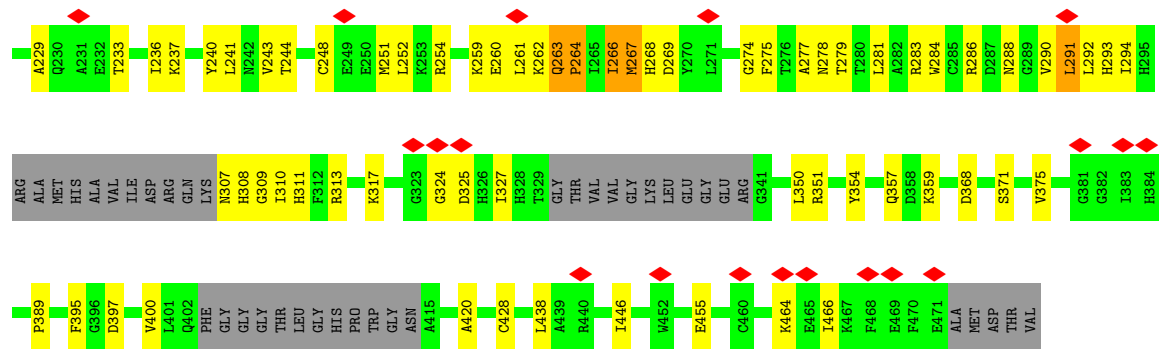 A229 Q230 A231 E232 T233 I236 K237 Y240 L241 N242 V243 T244 C248 E249 E250 M251 L252 K253 R254 K259 E260 L261 K262 Q263 P264 I265 I266 M267 H268 D269 Y270 L271 G274 F275 T276 A277 N278 T279 T280 L281 A282 R283 W284 C285 R286 D287 N288 G289 V290 L291 L292 H293 I294 H295
ARG ALA MET HIS ALA VAL ILE ASP ARG GLN LYS N307 H308 G309 I310 H311 F312 R313 K317 G323 G324 D325 H326 I327 H328 T329 GLY THR VAL VAL GLY LYS LEU GLU GLY GLU ARG G341 L350 R351 Y354 Q357 D358 K359 D368 S371 V375 G381 G382 I383 H384
P389 F395 G396 D397 V400 L401 Q402 PHE GLY GLY GLY THR LEU GLY HIS PRO TRP GLY ASN A415 A420 C428 L438 A439 R440 I446 W452 E455 C460 K464 E465 I466 K467 F468 E469 F470 E471 ALA MET ASP THR VAL